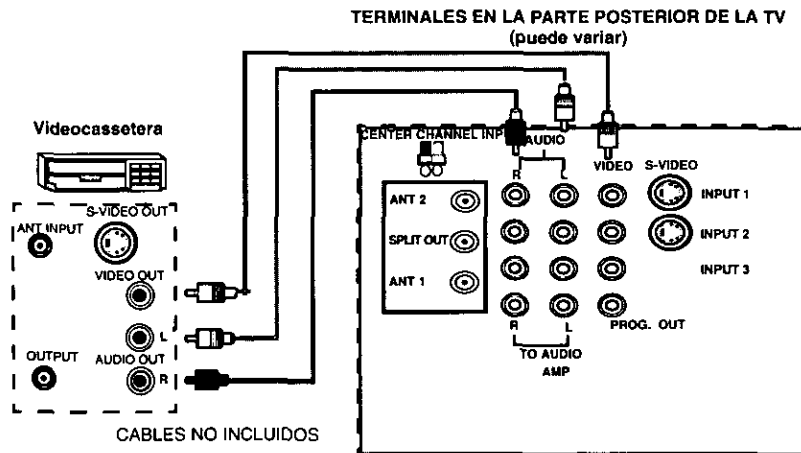 TERMINALES EN LA PARTE POSTERIOR DE LA TV
(puede variar)
Videocassetera
S-VIDEO OUT
ANT INPUT
VIDEO OUT
L
AUDIO OUT
OUTPUT
R
CABLES NO INCLUIDOS
CENTER CHANNEL INP
AUDIO
R
L
VIDEO
S-VIDEO
ANT 2
INPUT 1
SPLIT OUT
INPUT 2
ANT 1
INPUT 3
R
L
PROG. OUT
TO AUDIO
AMP